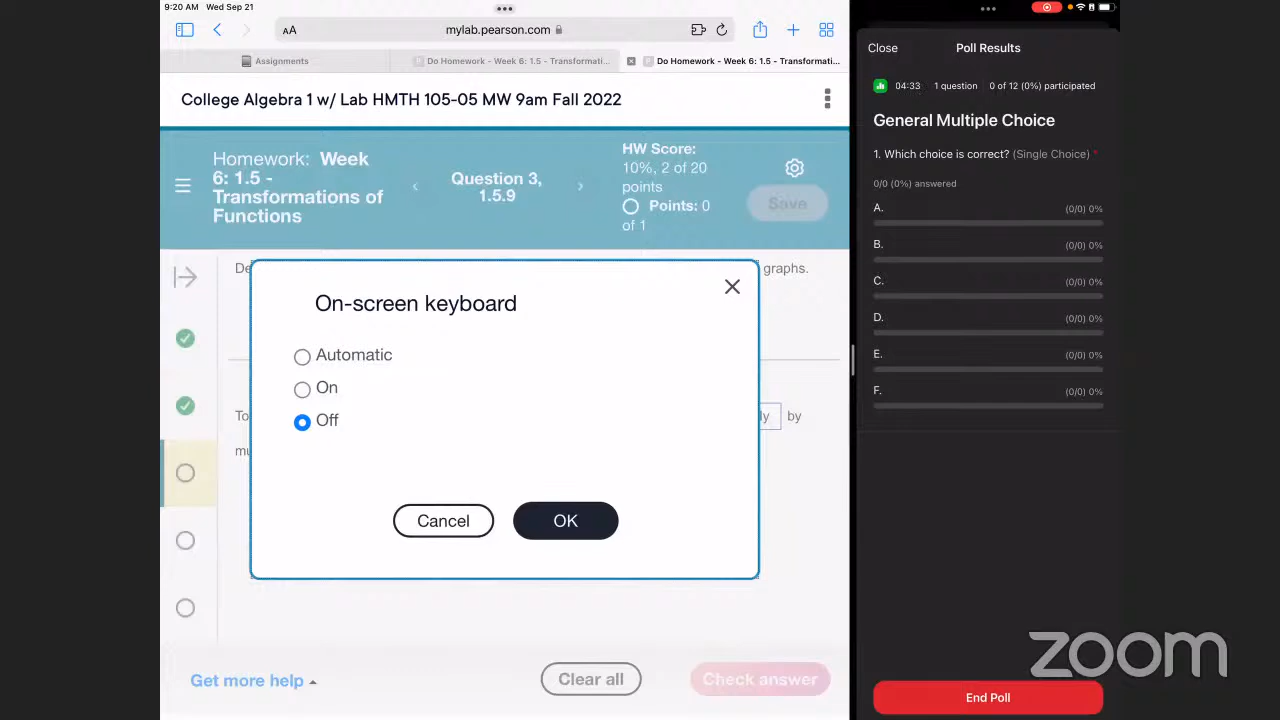 9:20 AM Wed Sep 21
AA
mylab.pearson.com
Assignments
Do Homework - Week 6: 1.5 - Transformati...
Do Homework - Week 6: 1.5 - Transformati...
College Algebra 1 w/ Lab HMTH 105-05 MW 9am Fall 2022
Homework: Week
6: 1.5 -
Transformations of
Functions
Question 3,
1.5.9
HW Score:
10%, 2 of 20
points
Points: 0
of 1
Save
De
graphs.
On-screen keyboard
Automatic
On
Off
To
ly by
mu
Cancel
OK
Get more help
Clear all
Check answer
Close
Poll Results
04:33 1 question 0 of 12 (0%) participated
General Multiple Choice
1. Which choice is correct? (Single Choice) *
0/0 (0%) answered
A. (0/0) 0%
B. (0/0) 0%
C. (0/0) 0%
D. (0/0) 0%
E. (0/0) 0%
F. (0/0) 0%
zoom
End Poll